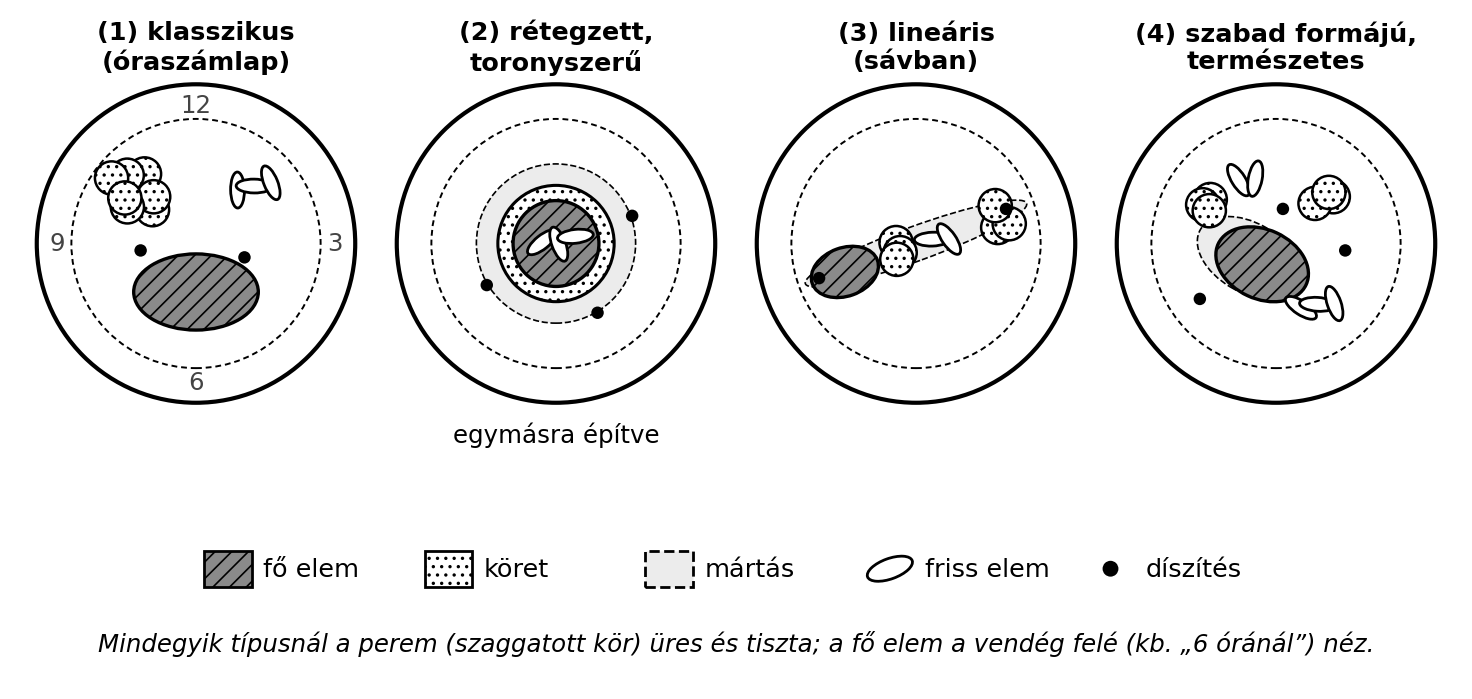 (1) klasszikus
(óraszámlap)
(2) rétegzett,
toronyszerű
(3) lineáris
(sávban)
(4) szabad formájú,
természetes
12
9
3
6
egymásra építve
fő elem
köret
mártás
friss elem
díszítés
Mindegyik típusnál a perem (szaggatott kör) üres és tiszta; a fő elem a vendég felé (kb. „6 óránál”) néz.